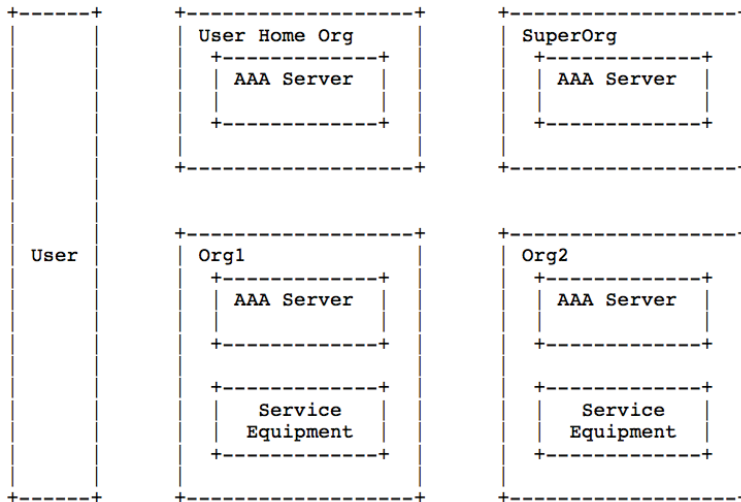 User
User Home Org
AAA Server
SuperOrg
AAA Server
Org1
AAA Server
Service
Equipment
Org2
AAA Server
Service
Equipment